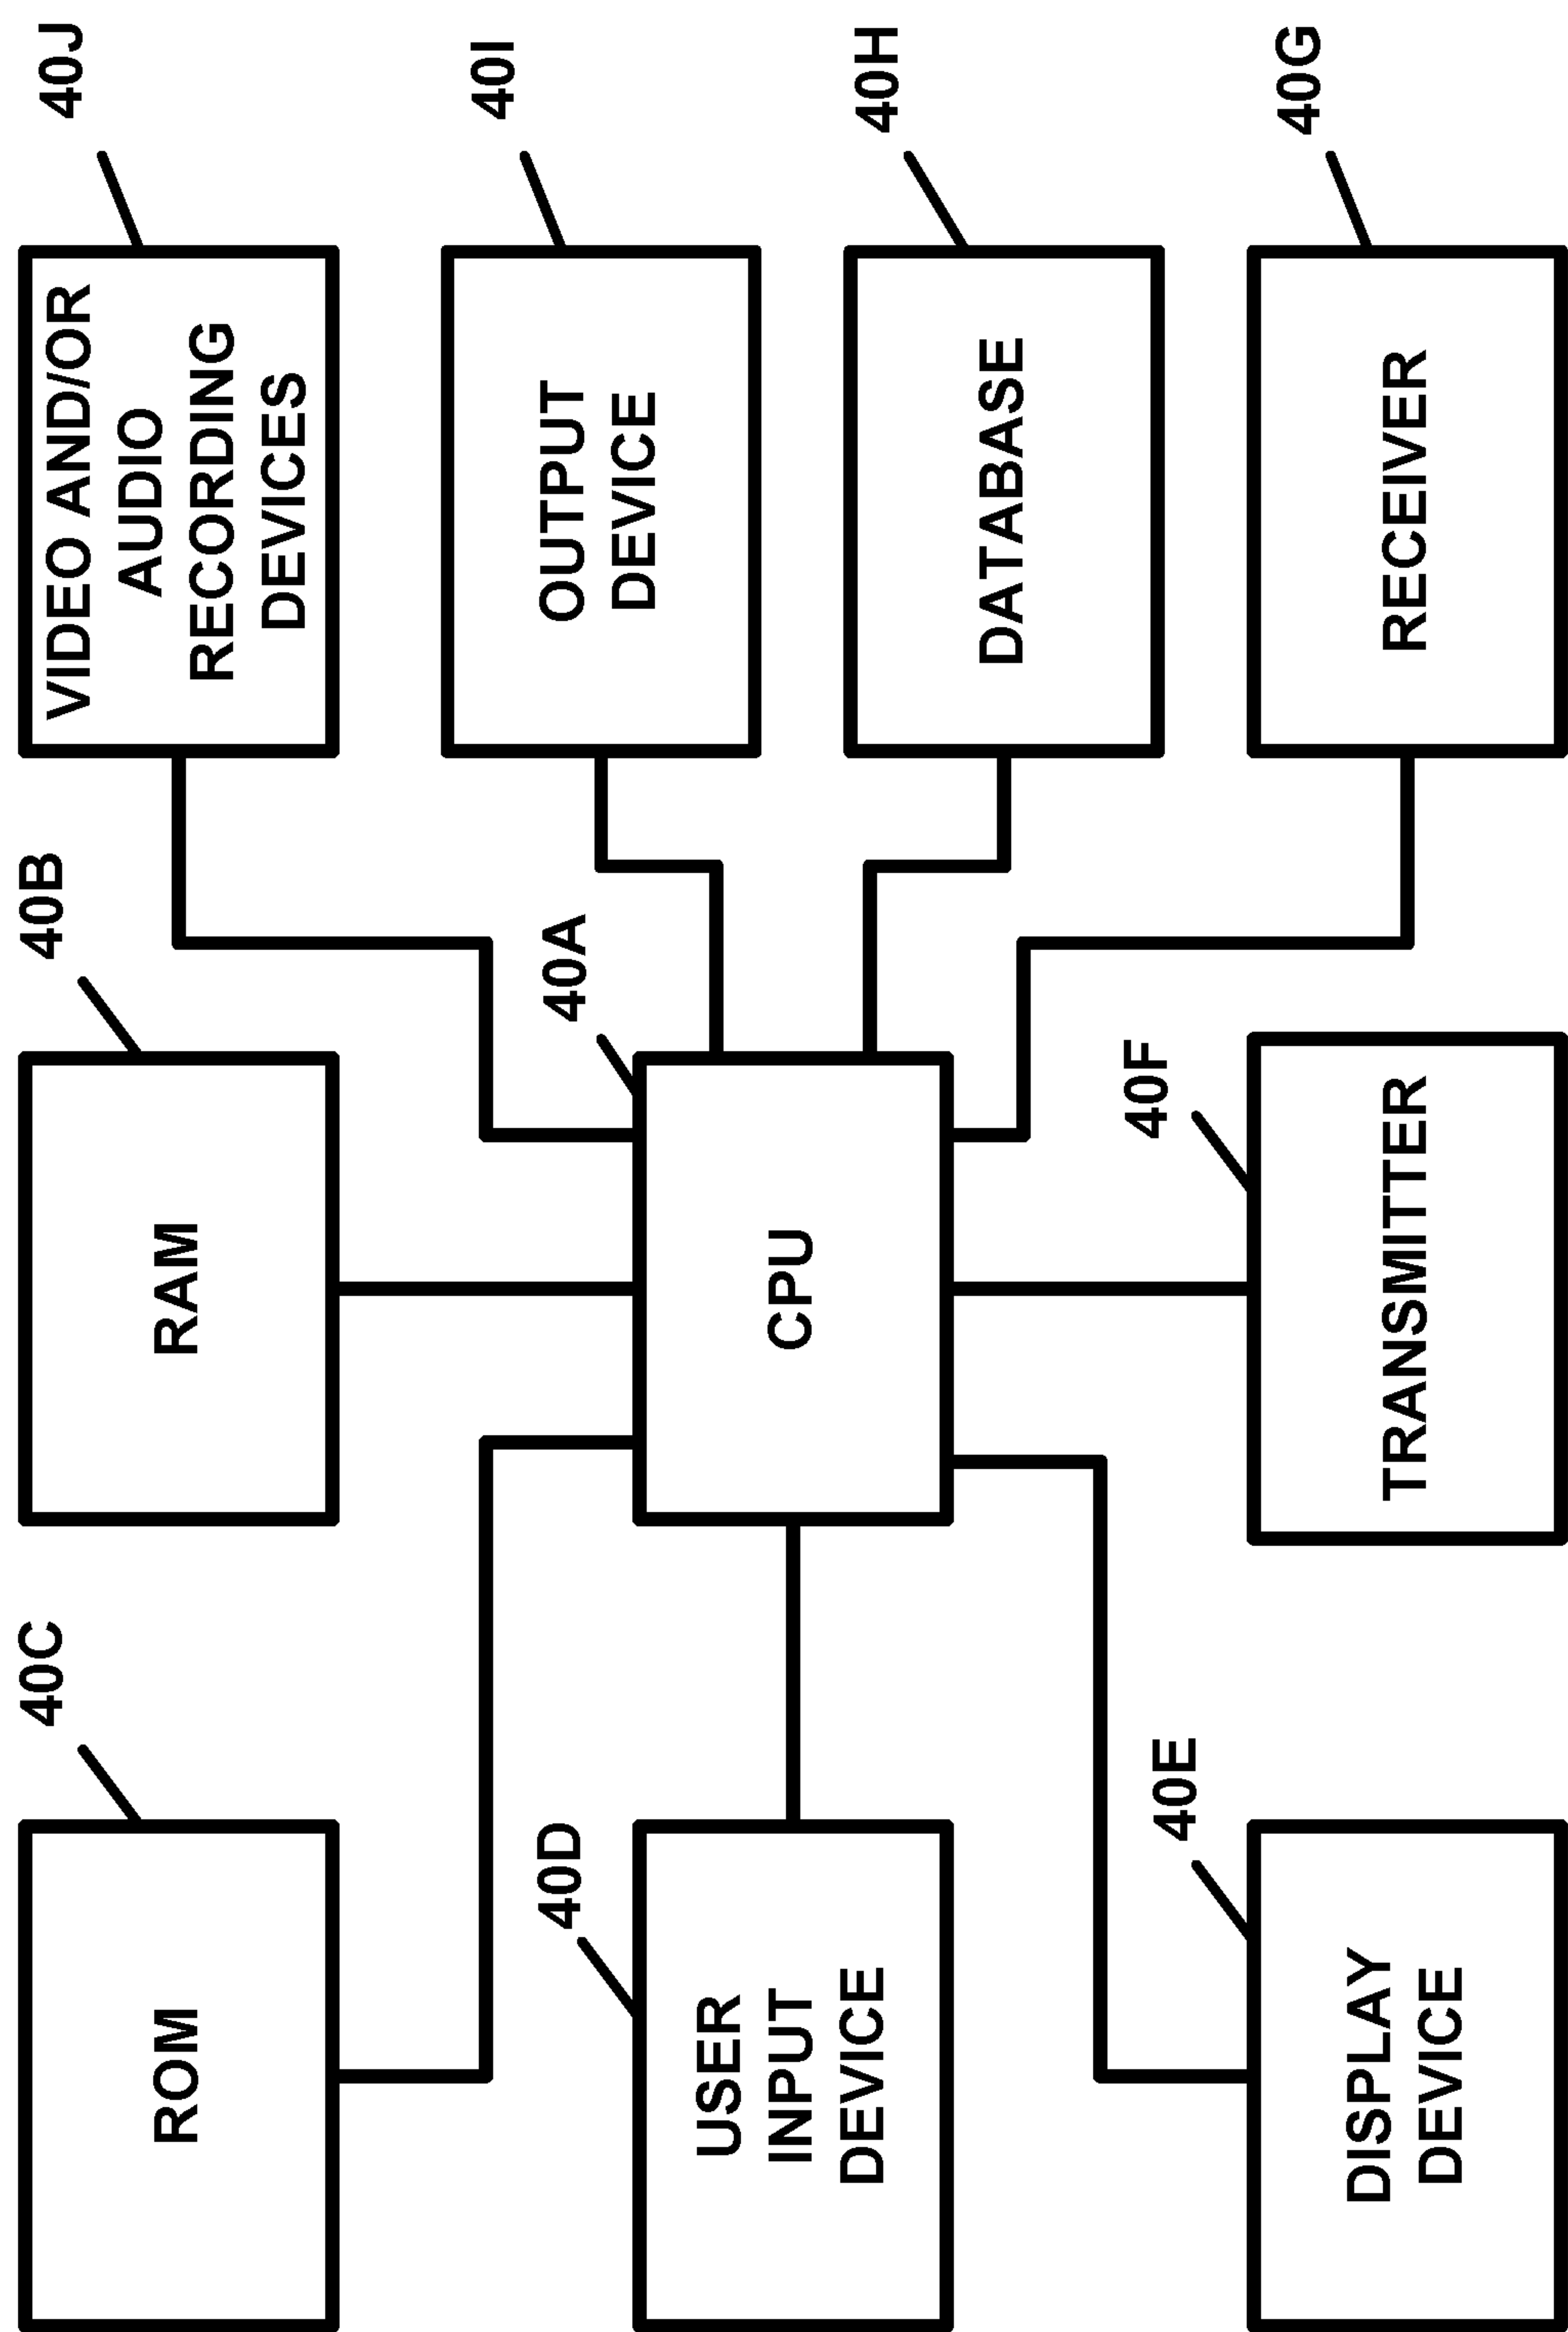 40C
ROM
40B
RAM
40J
VIDEO AND/OR
AUDIO
RECORDING
DEVICES
40I
OUTPUT
DEVICE
40D
USER
INPUT
DEVICE
40A
CPU
40H
DATABASE
40E
DISPLAY
DEVICE
40F
TRANSMITTER
40G
RECEIVER